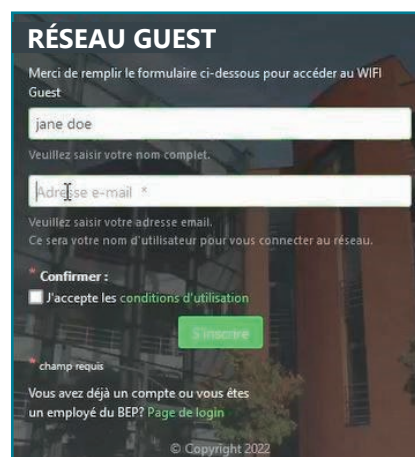 RÉSEAU GUEST
Merci de remplir le formulaire ci-dessous pour accéder au WIFI
Guest
jane doe
Veuillez saisir votre nom complet.
Adresse e-mail *
Veuillez saisir votre adresse email.
Ce sera votre nom d'utilisateur pour vous connecter au réseau.
* Confirmer :
J'accepte les conditions d'utilisation
S'inscrire
* champ requis
Vous avez déjà un compte ou vous êtes
un employé du BEP? Page de login
© Copyright 2022